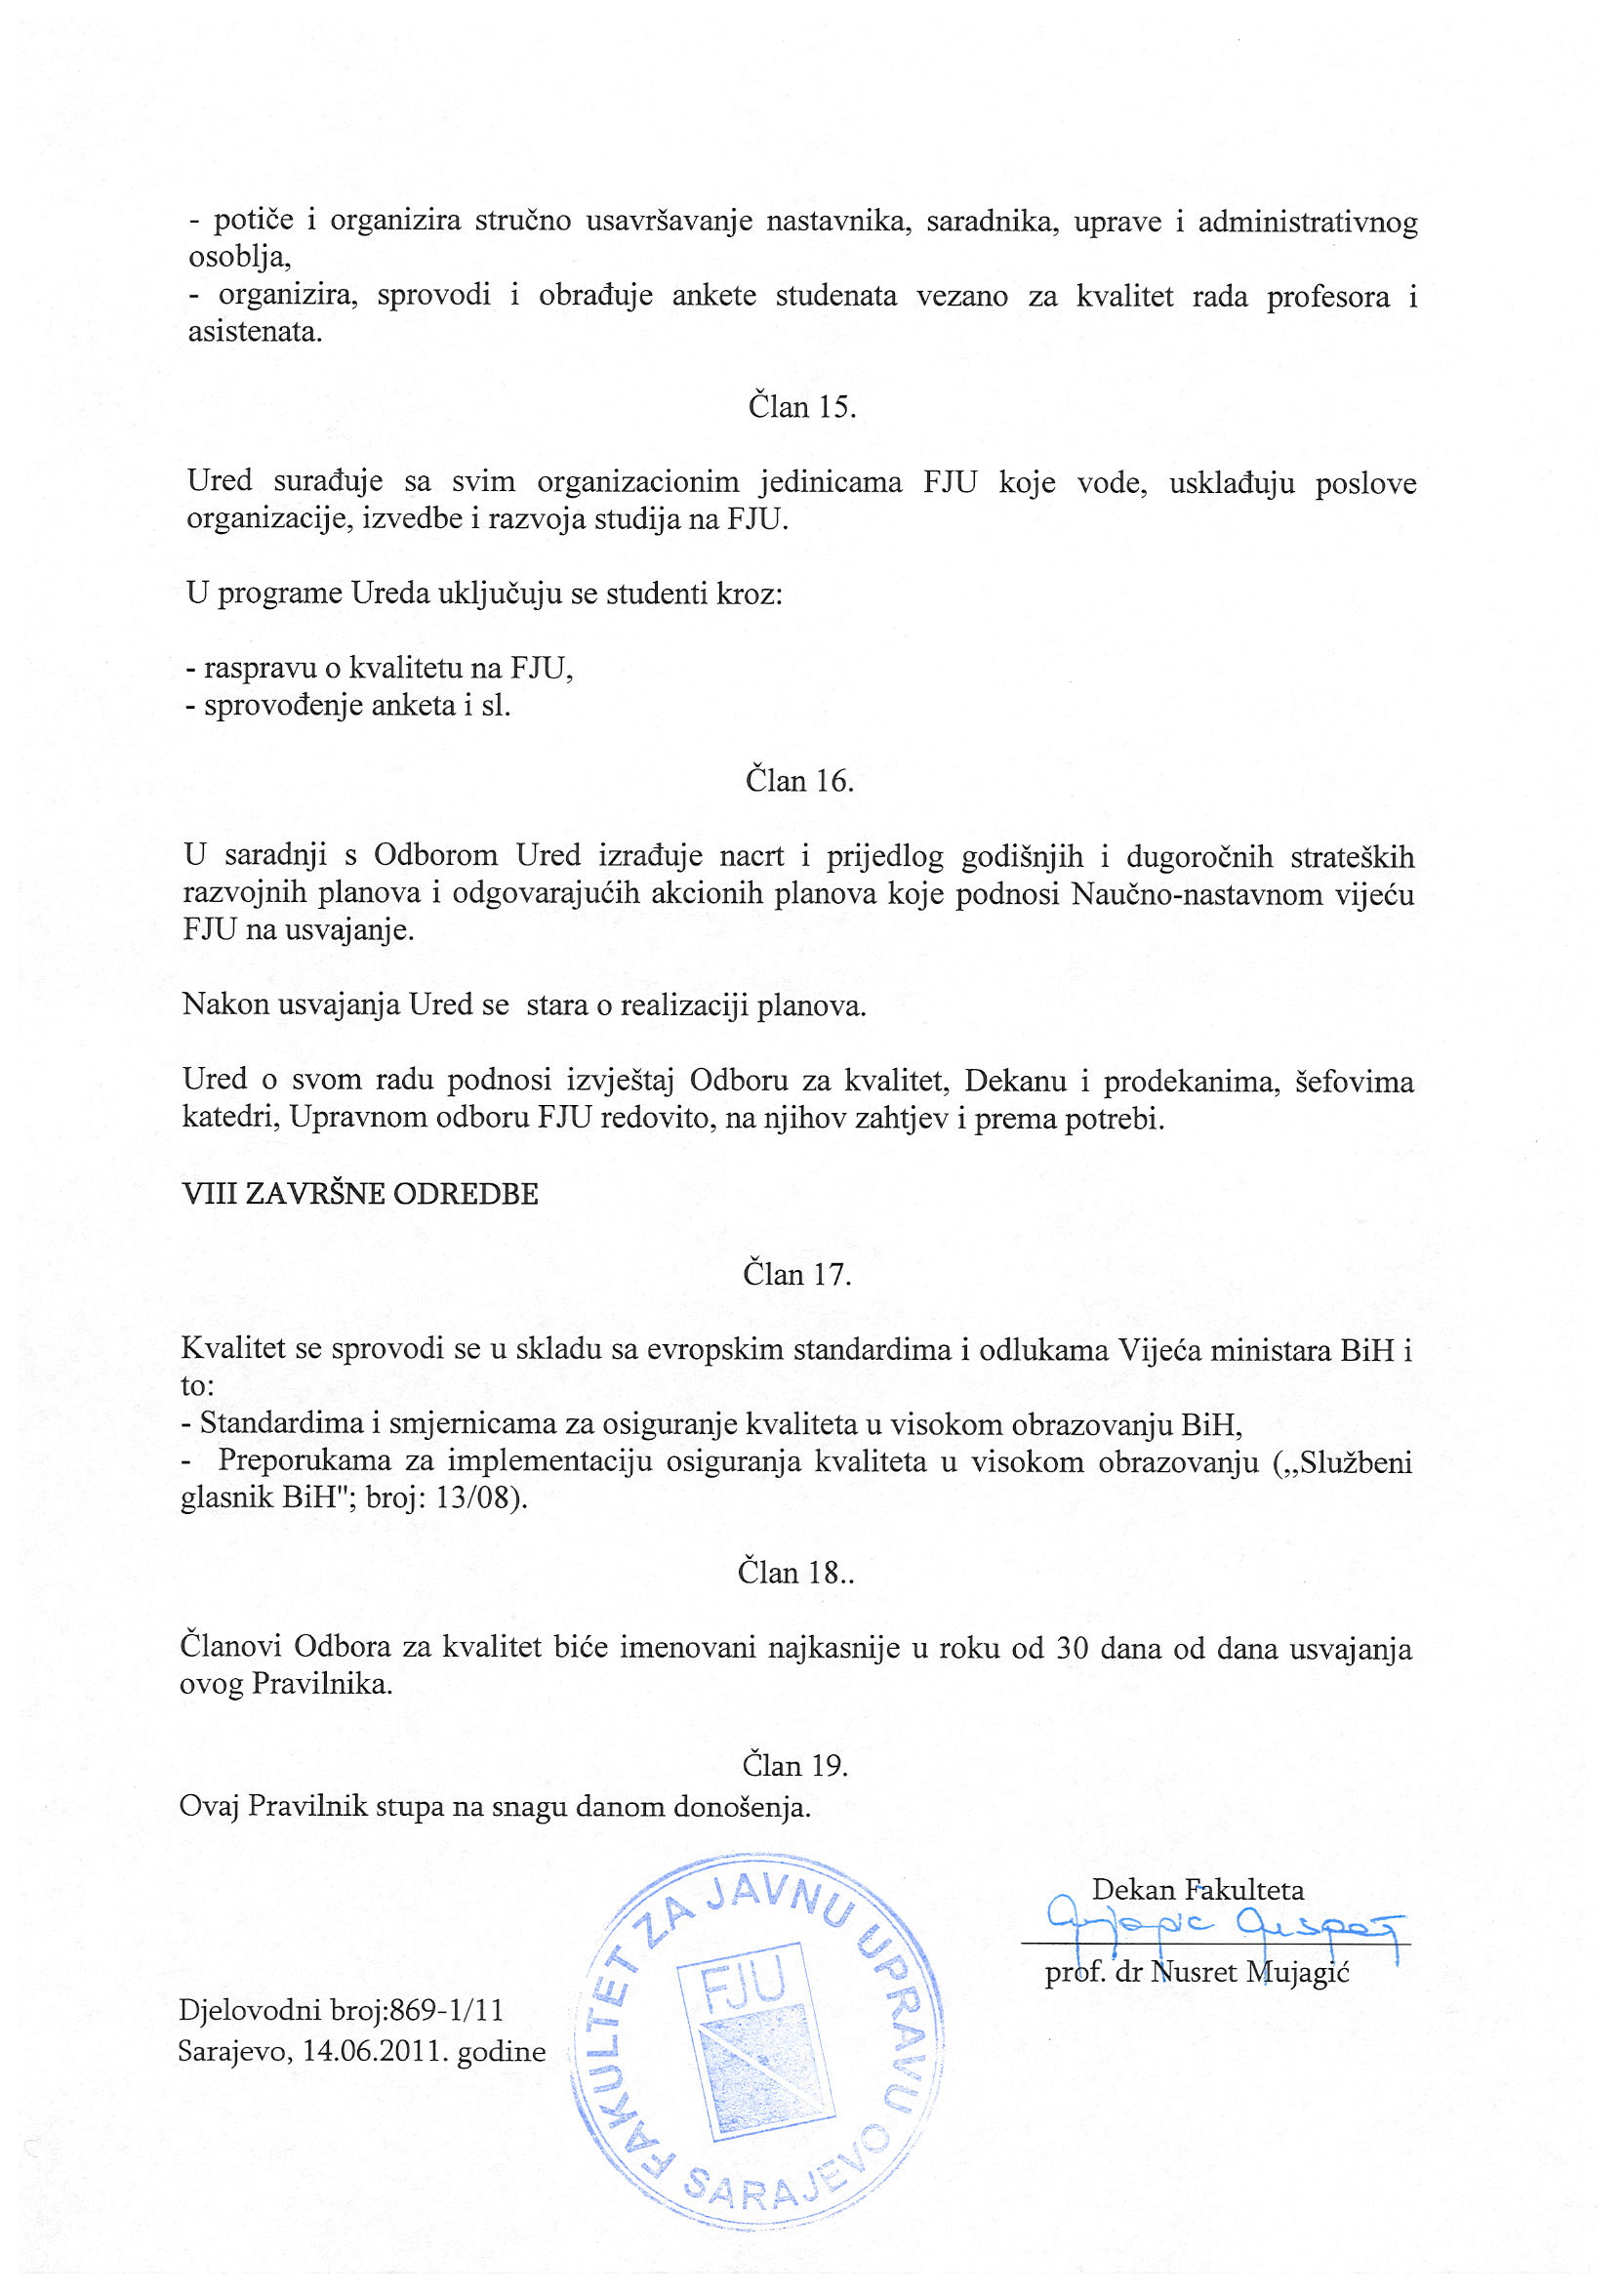 - potiče i organizira stručno usavršavanje nastavnika, saradnika, uprave i administrativnog
osoblja,
- organizira, sprovodi i obrađuje ankete studenata vezano za kvalitet rada profesora i
asistenata.
Član 15.
Ured surađuje sa svim organizacionim jedinicama FJU koje vode, usklađuju poslove
organizacije, izvedbe i razvoja studija na FJU.
U programe Ureda uključuju se studenti kroz:
- raspravu o kvalitetu na FJU,
- sprovođenje anketa i sl.
Član 16.
U saradnji s Odborom Ured izrađuje nacrt i prijedlog godišnjih i dugoročnih strateških
razvojnih planova i odgovarajućih akcionih planova koje podnosi Naučno-nastavnom vijeću
FJU na usvajanje.
Nakon usvajanja Ured se  stara o realizaciji planova.
Ured o svom radu podnosi izvještaj Odboru za kvalitet, Dekanu i prodekanima, šefovima
katedri, Upravnom odboru FJU redovito, na njihov zahtjev i prema potrebi.
VIII ZAVRŠNE ODREDBE
Član 17.
Kvalitet se sprovodi se u skladu sa evropskim standardima i odlukama Vijeća ministara BiH i
to:
- Standardima i smjernicama za osiguranje kvaliteta u visokom obrazovanju BiH,
-  Preporukama za implementaciju osiguranja kvaliteta u visokom obrazovanju (,,Službeni
glasnik BiH"; broj: 13/08).
Član 18..
Članovi Odbora za kvalitet biće imenovani najkasnije u roku od 30 dana od dana usvajanja
ovog Pravilnika.
Član 19.
Ovaj Pravilnik stupa na snagu danom donošenja.
Dekan Fakulteta
prof. dr Nusret Mujagić
Djelovodni broj:869-1/11
Sarajevo, 14.06.2011. godine
FAKULTET ZA JAVNU UPRAVU
FJU
SARAJEVO